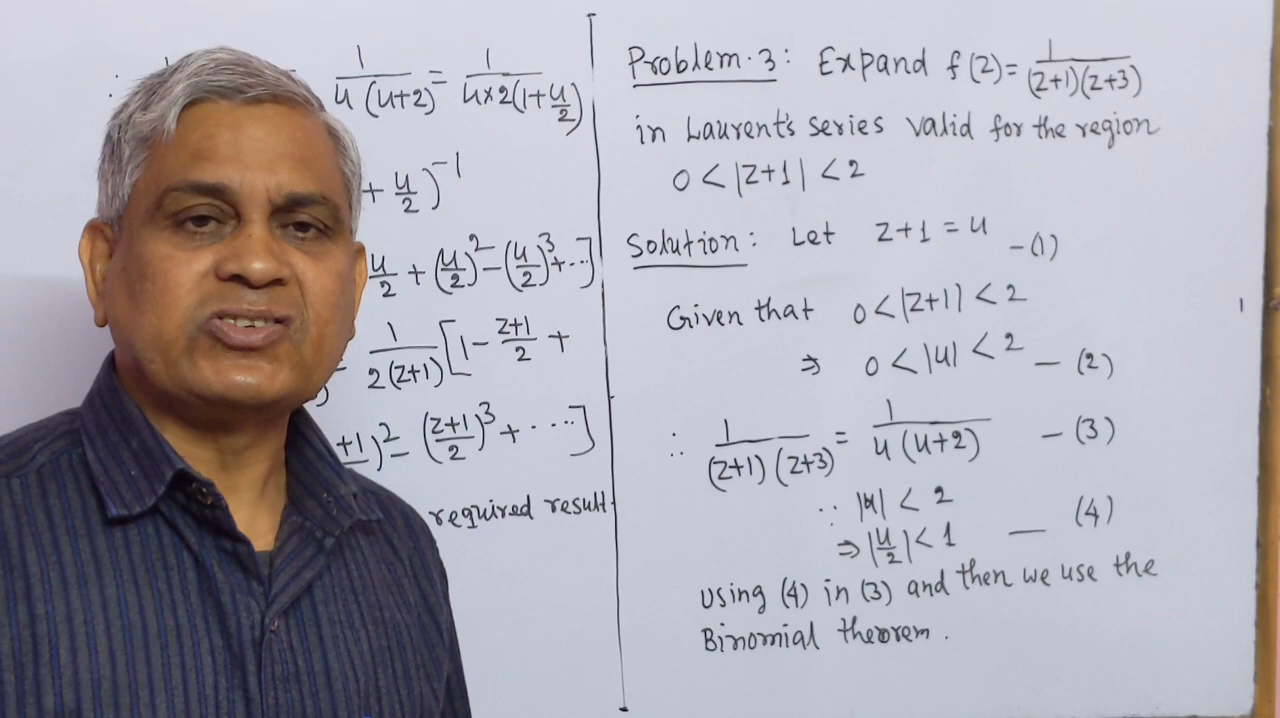 ∴ 1/(u(u+2)) = 1/(u×2(1+u/2))
+ u/2)^-1
u/2 + (u/2)^2 - (u/2)^3 + ...]
1/(2(z+1)) [1 - (z+1)/2 +
+1)^2 - ((z+1)/2)^3 + .....]
required result.
Problem.3: Expand f(z) = 1/((z+1)(z+3))
in Laurent's series valid for the region
0 < |z+1| < 2
Solution: Let z+1 = u -(1)
Given that 0 < |z+1| < 2
⇒ 0 < |u| < 2 — (2)
∴ 1/((z+1)(z+3)) = 1/(u(u+2)) — (3)
∵ |u| < 2
⇒ |u/2| < 1 — (4)
using (4) in (3) and then we use the
Binomial theorem.